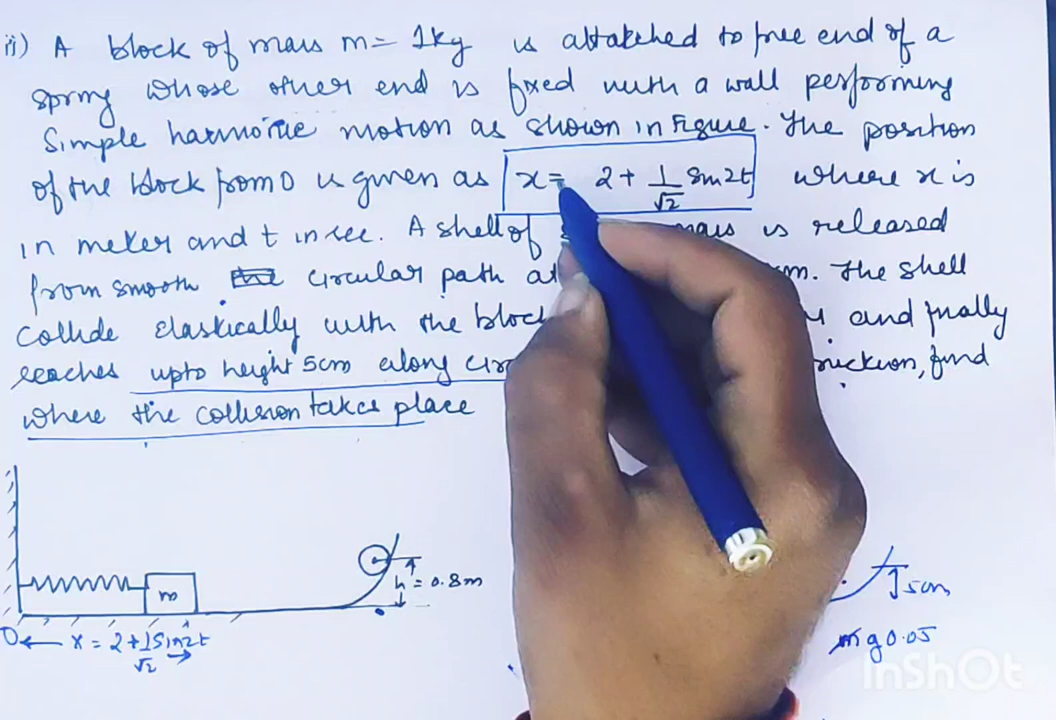 ii) A block of mass m = 1kg is attatched to free end of a
spring whose other end is fixed with a wall performing
Simple harmonic motion as shown in Figure. The position
of the block from O is given as x = 2 + 1/√2 Sin2t where x is
in meter and t in sec. A shell of mass is released
from smooth circular path at m. The shell
collide elastically with the block and finally
reaches upto height 5cm along friction, find
where the collision takes place
m
h = 0.8m
5cm
O x = 2 + 1/√2 Sin2t
mg0.05
InShOt